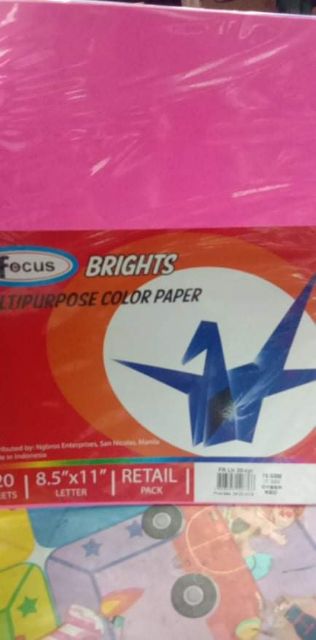 Focus
BRIGHTS
LTIPURPOSE COLOR PAPER
ributed by: Ngbros Enterprises, San Nicolas, Manila
de in Indonesia
20
EETS
8.5"x11"
LETTER
RETAIL
PACK